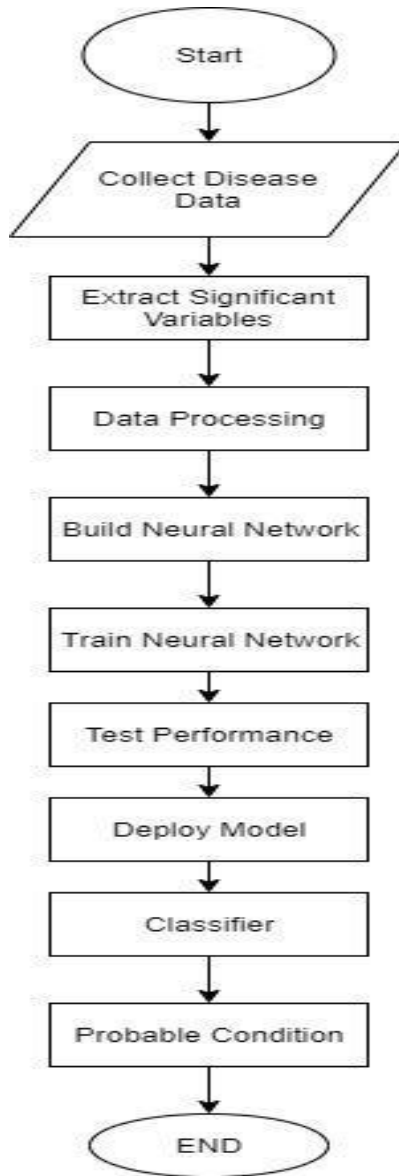 Start
Collect Disease
Data
Extract Significant
Variables
Data Processing
Build Neural Network
Train Neural Network
Test Performance
Deploy Model
Classifier
Probable Condition
END